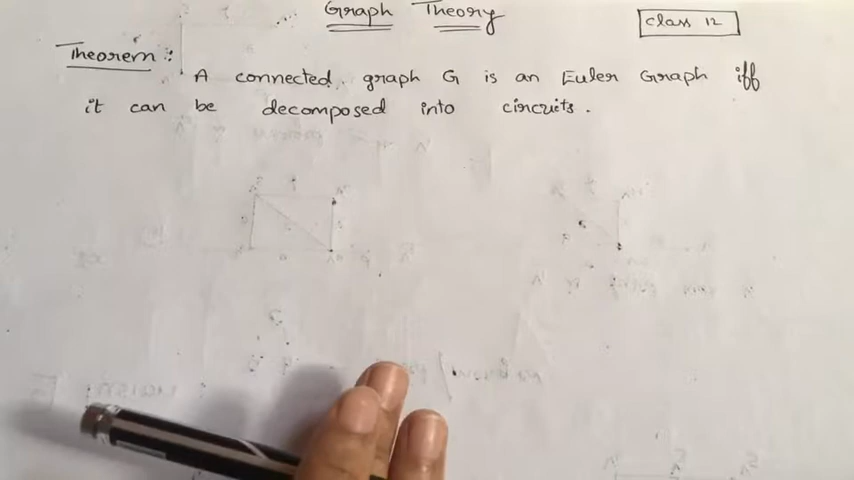 Graph Theory
class 12
Theorem :
A connected graph G is an Euler Graph iff
it can be decomposed into circuits.